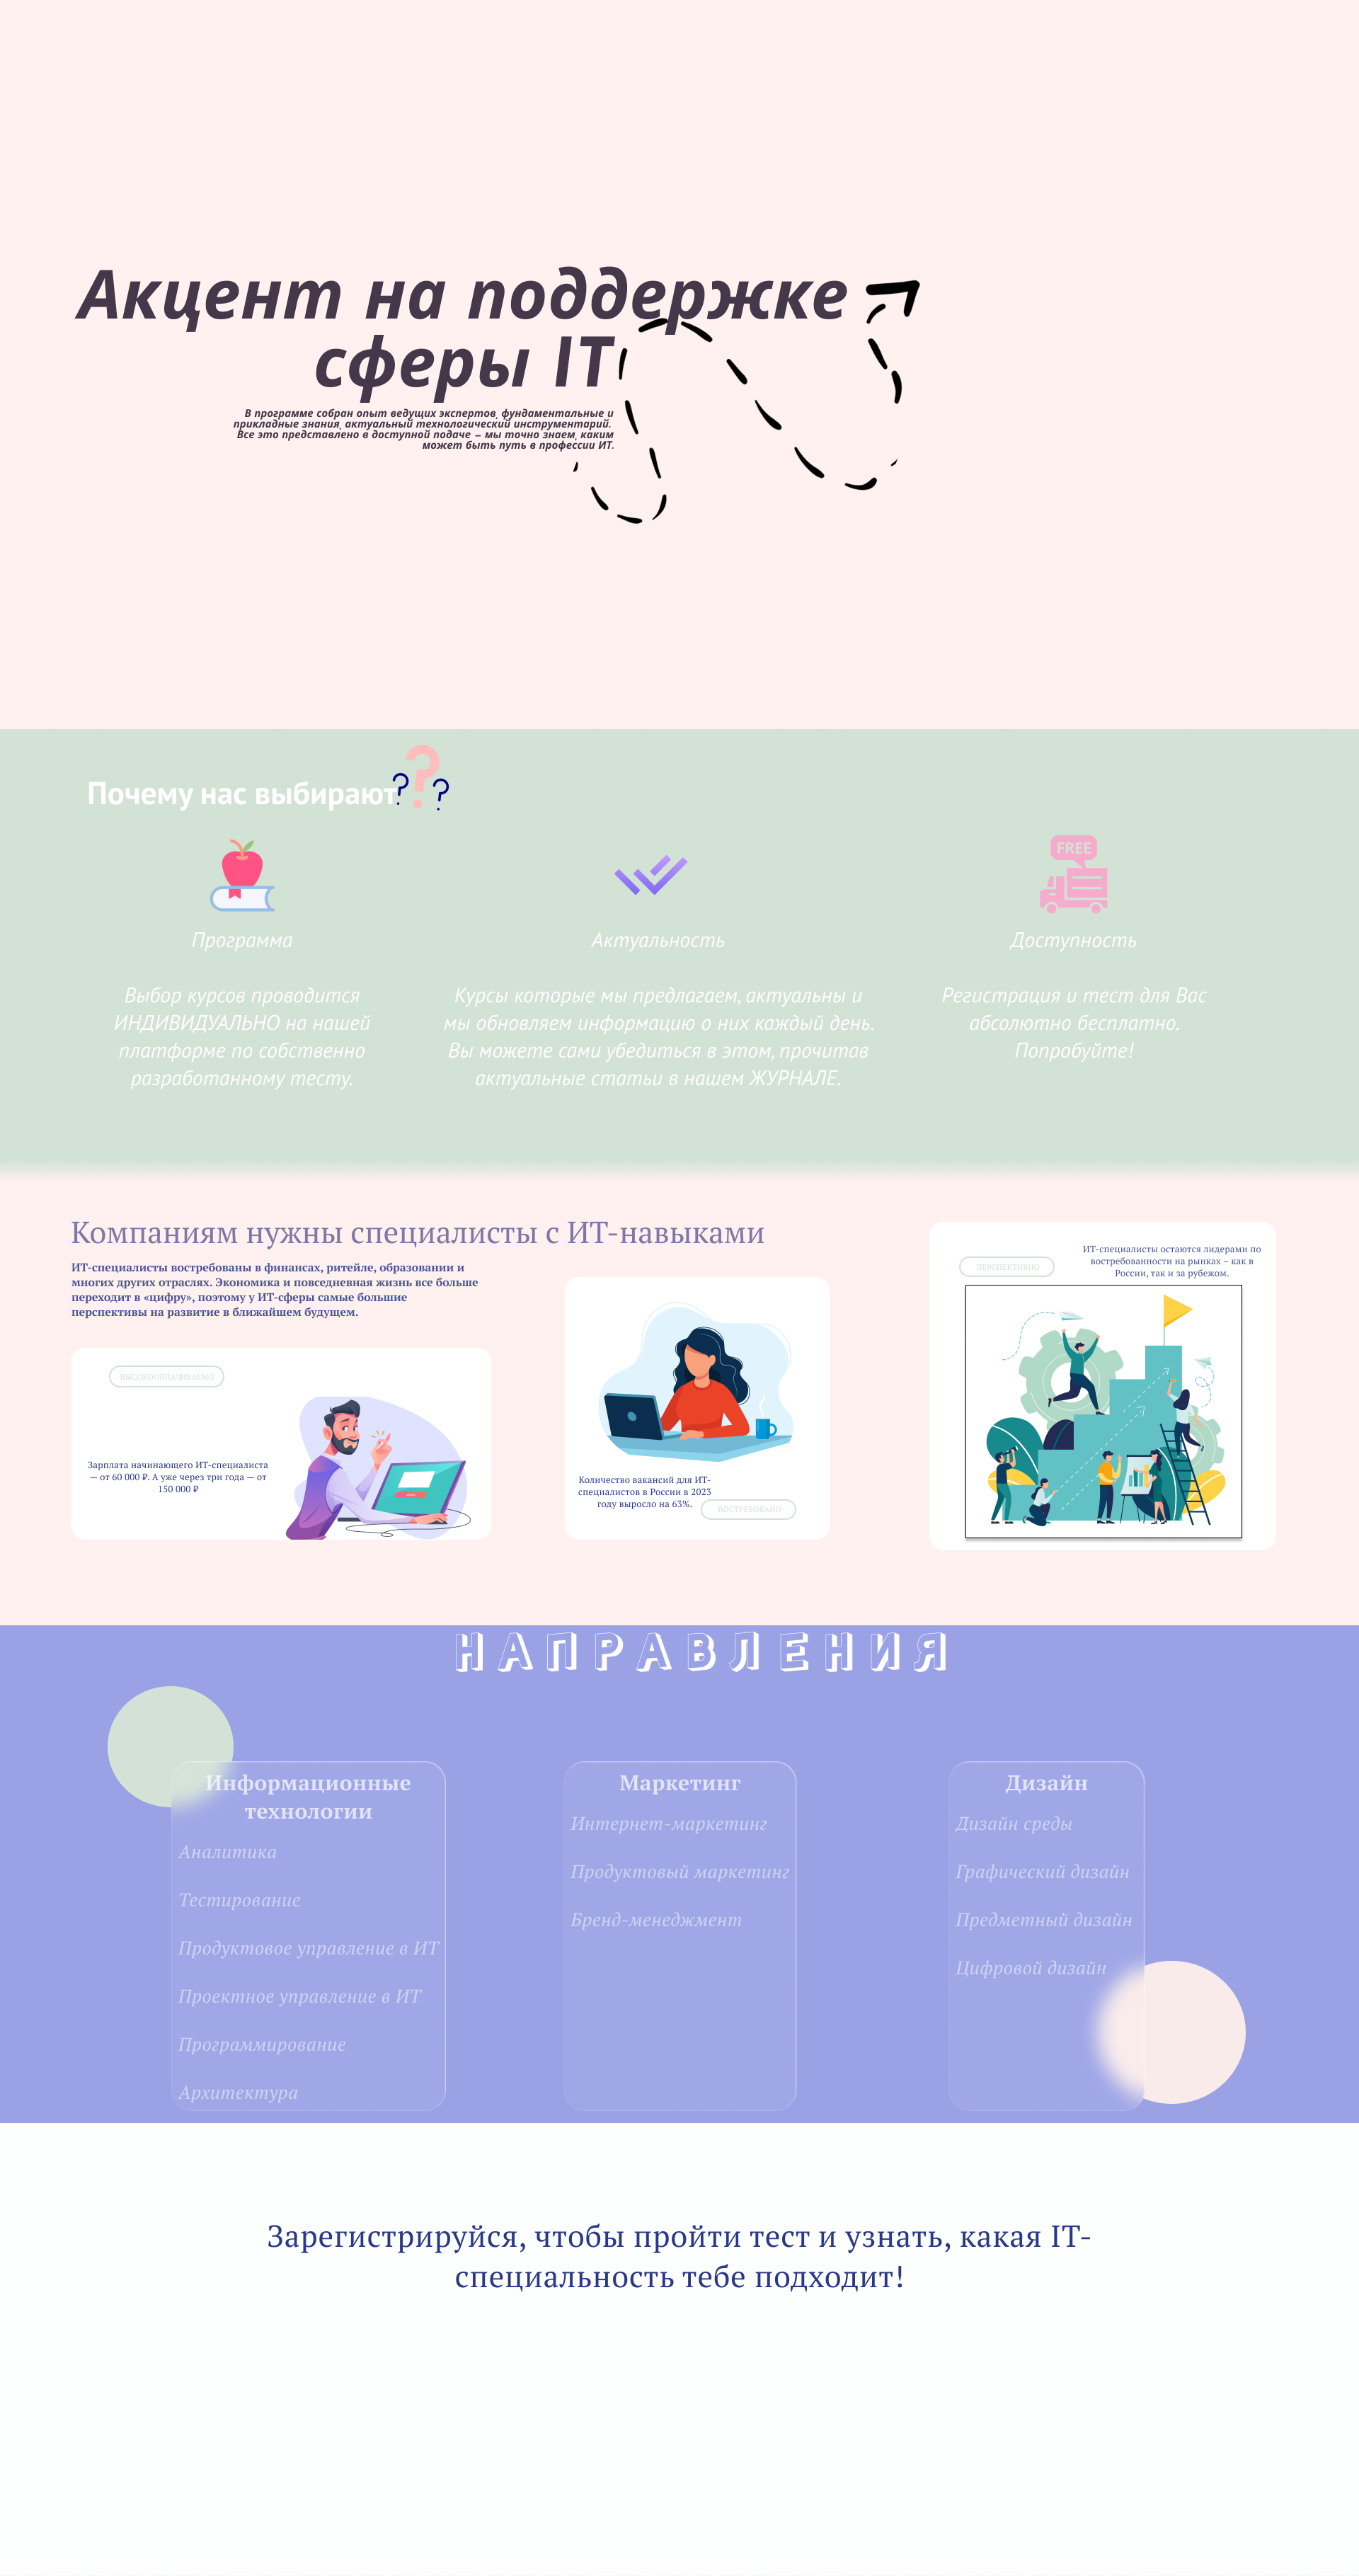 Акцент на поддержке
сферы IT
В программе собран опыт ведущих экспертов, фундаментальные и
прикладные знания, актуальный технологический инструментарий.
Все это представлено в доступной подаче – мы точно знаем, каким
может быть путь в профессии ИТ.
Почему нас выбирают
???
FREE
Программа
Выбор курсов проводится
ИНДИВИДУАЛЬНО на нашей
платформе по собственно
разработанному тесту.
Актуальность
Курсы которые мы предлагаем, актуальны и
мы обновляем информацию о них каждый день.
Вы можете сами убедиться в этом, прочитав
актуальные статьи в нашем ЖУРНАЛЕ.
Доступность
Регистрация и тест для Вас
абсолютно бесплатно.
Попробуйте!
Компаниям нужны специалисты с ИТ-навыками
ИТ-специалисты востребованы в финансах, ритейле, образовании и
многих других отраслях. Экономика и повседневная жизнь все больше
переходит в «цифру», поэтому у ИТ-сферы самые большие
перспективы на развитие в ближайшем будущем.
ВЫСОКООПЛАЧИВАЕМО
Зарплата начинающего ИТ-специалиста
— от 60 000 ₽. А уже через три года — от
150 000 ₽
Количество вакансий для ИТ-
специалистов в России в 2023
году выросло на 63%.
ВОСТРЕБОВАНО
ПЕРСПЕКТИВНО
ИТ-специалисты остаются лидерами по
востребованности на рынках – как в
России, так и за рубежом.
НАПРАВЛЕНИЯ
Информационные
технологии
Аналитика
Тестирование
Продуктовое управление в ИТ
Проектное управление в ИТ
Программирование
Архитектура
Маркетинг
Интернет-маркетинг
Продуктовый маркетинг
Бренд-менеджмент
Дизайн
Дизайн среды
Графический дизайн
Предметный дизайн
Цифровой дизайн
Зарегистрируйся, чтобы пройти тест и узнать, какая IT-
специальность тебе подходит!